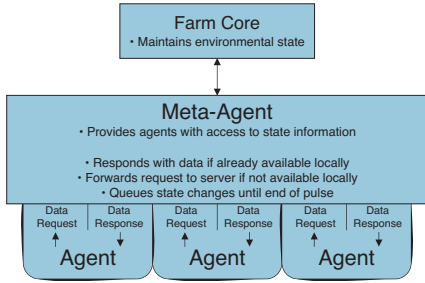 Farm Core
• Maintains environmental state
Meta-Agent
• Provides agents with access to state information
• Responds with data if already available locally
• Forwards request to server if not available locally
• Queues state changes until end of pulse
Data Request
Data Response
Agent
Data Request
Data Response
Agent
Data Request
Data Response
Agent